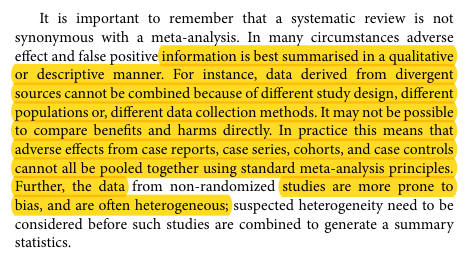 It is important to remember that a systematic review is not
synonymous with a meta-analysis. In many circumstances adverse
effect and false positive information is best summarised in a qualitative
or descriptive manner. For instance, data derived from divergent
sources cannot be combined because of different study design, different
populations or, different data collection methods. It may not be possible
to compare benefits and harms directly. In practice this means that
adverse effects from case reports, case series, cohorts, and case controls
cannot all be pooled together using standard meta-analysis principles.
Further, the data from non-randomized studies are more prone to
bias, and are often heterogeneous; suspected heterogeneity need to be
considered before such studies are combined to generate a summary
statistics.